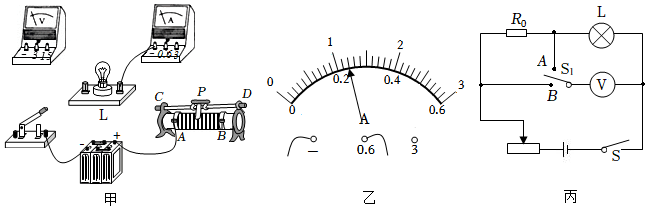 V
A
- 3 15
- 0.6 3
L
C
P
D
A
B
-
+
甲
0
1
2
3
0
0.2
0.4
0.6
A
-
0.6
3
乙
R₀
L
A
S₁
B
V
S
丙